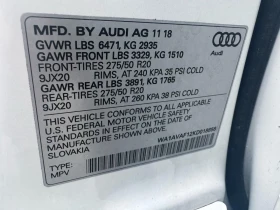 MFD. BY AUDI AG 11 18
GVWR LBS 6471, KG 2935
GAWR FRONT LBS 3329, KG 1510
FRONT-TIRES 275/50 R20
9JX20 RIMS, AT 240 KPA 35 PSI COLD
GAWR REAR LBS 3891, KG 1765
REAR-TIRES 275/50 R20
9JX20 RIMS, AT 260 KPA 38 PSI COLD
THIS VEHICLE CONFORMS
TO ALL APPLICABLE
U.S. FEDERAL MOTOR
VEHICLE SAFETY
STANDARDS IN EFFECT
ON THE DATE OF
MANUFACTURE
SHOWN ABOVE.
SLOVAKIA
TYPE:
MPV
Audi